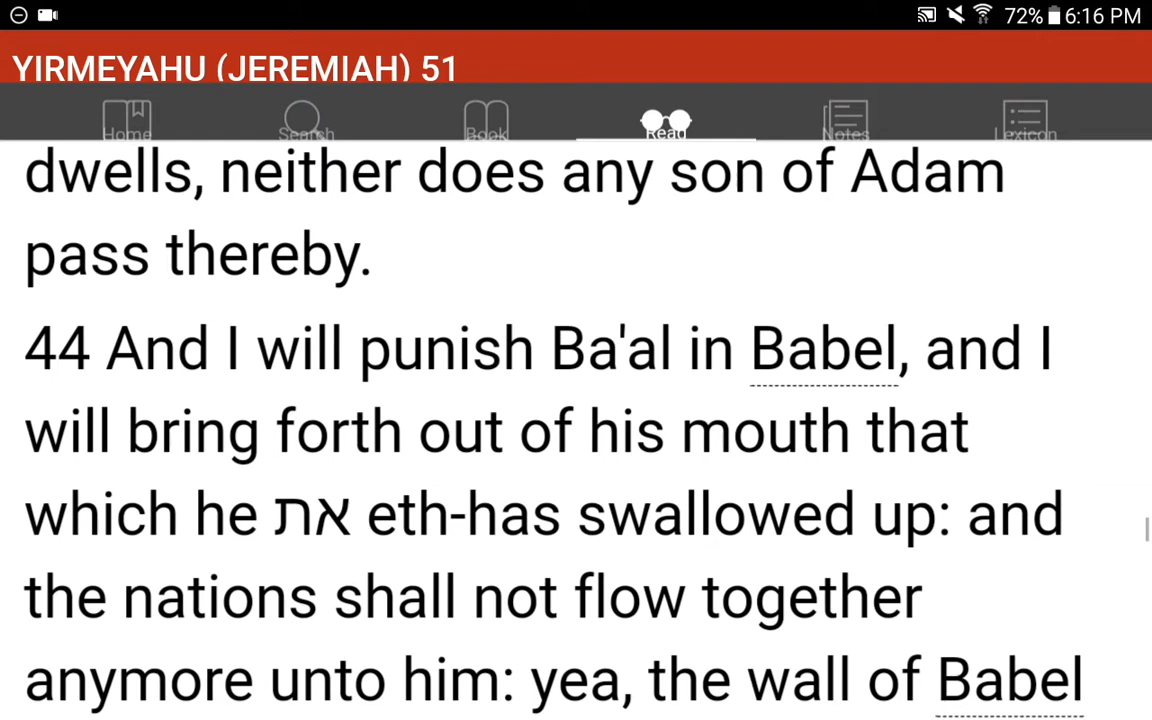 72% 6:16 PM
YIRMEYAHU (JEREMIAH) 51
Home Search Book Read Notes Lexicon
dwells, neither does any son of Adam
pass thereby.
44 And I will punish Ba'al in Babel, and I
will bring forth out of his mouth that
which he את eth-has swallowed up: and
the nations shall not flow together
anymore unto him: yea, the wall of Babel